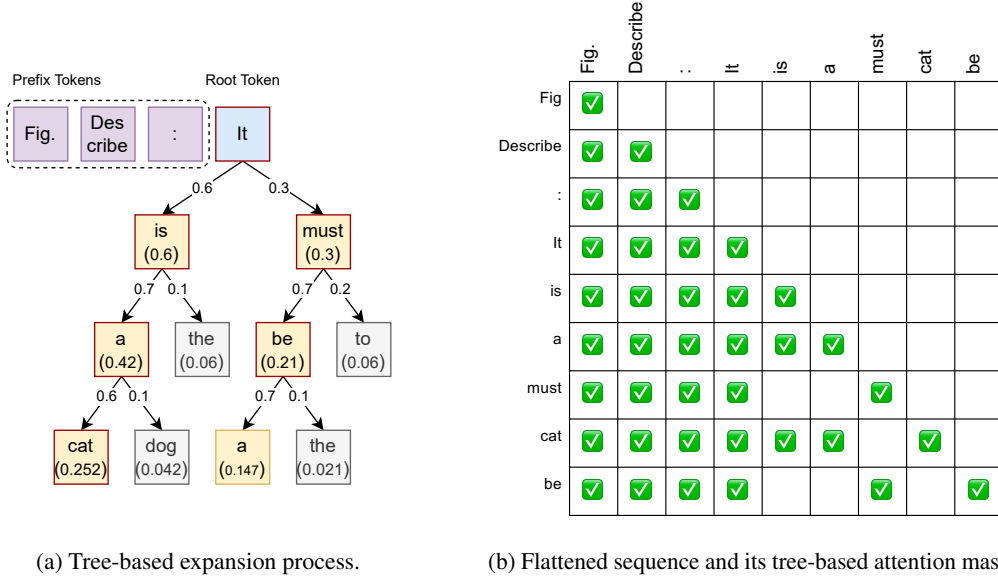 Prefix Tokens
Root Token
Fig.
Des
cribe
:
It
0.6
0.3
is
(0.6)
must
(0.3)
0.7
0.1
0.7
0.2
a
(0.42)
the
(0.06)
be
(0.21)
to
(0.06)
0.6
0.1
0.7
0.1
cat
(0.252)
dog
(0.042)
a
(0.147)
the
(0.021)
(a) Tree-based expansion process.
Fig.
Describe
:
It
is
a
must
cat
be
Fig
Describe
:
It
is
a
must
cat
be
(b) Flattened sequence and its tree-based attention mas